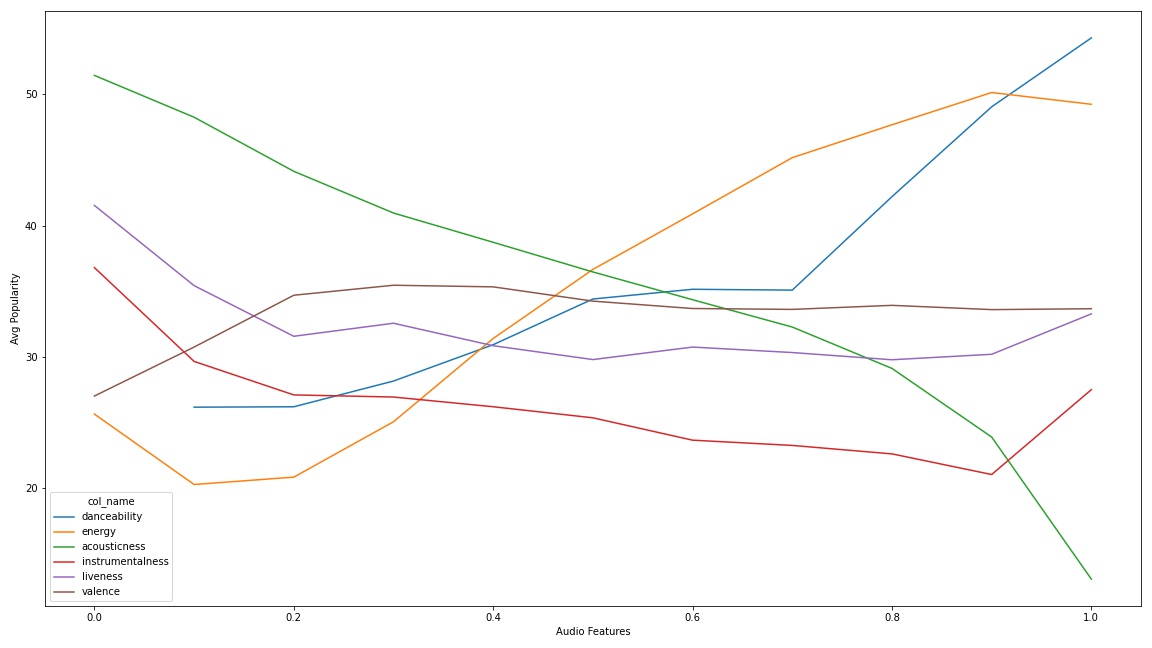 50
40
30
20
Avg Popularity
col_name
danceability
energy
acousticness
instrumentalness
liveness
valence
0.0 0.2 0.4 0.6 0.8 1.0
Audio Features